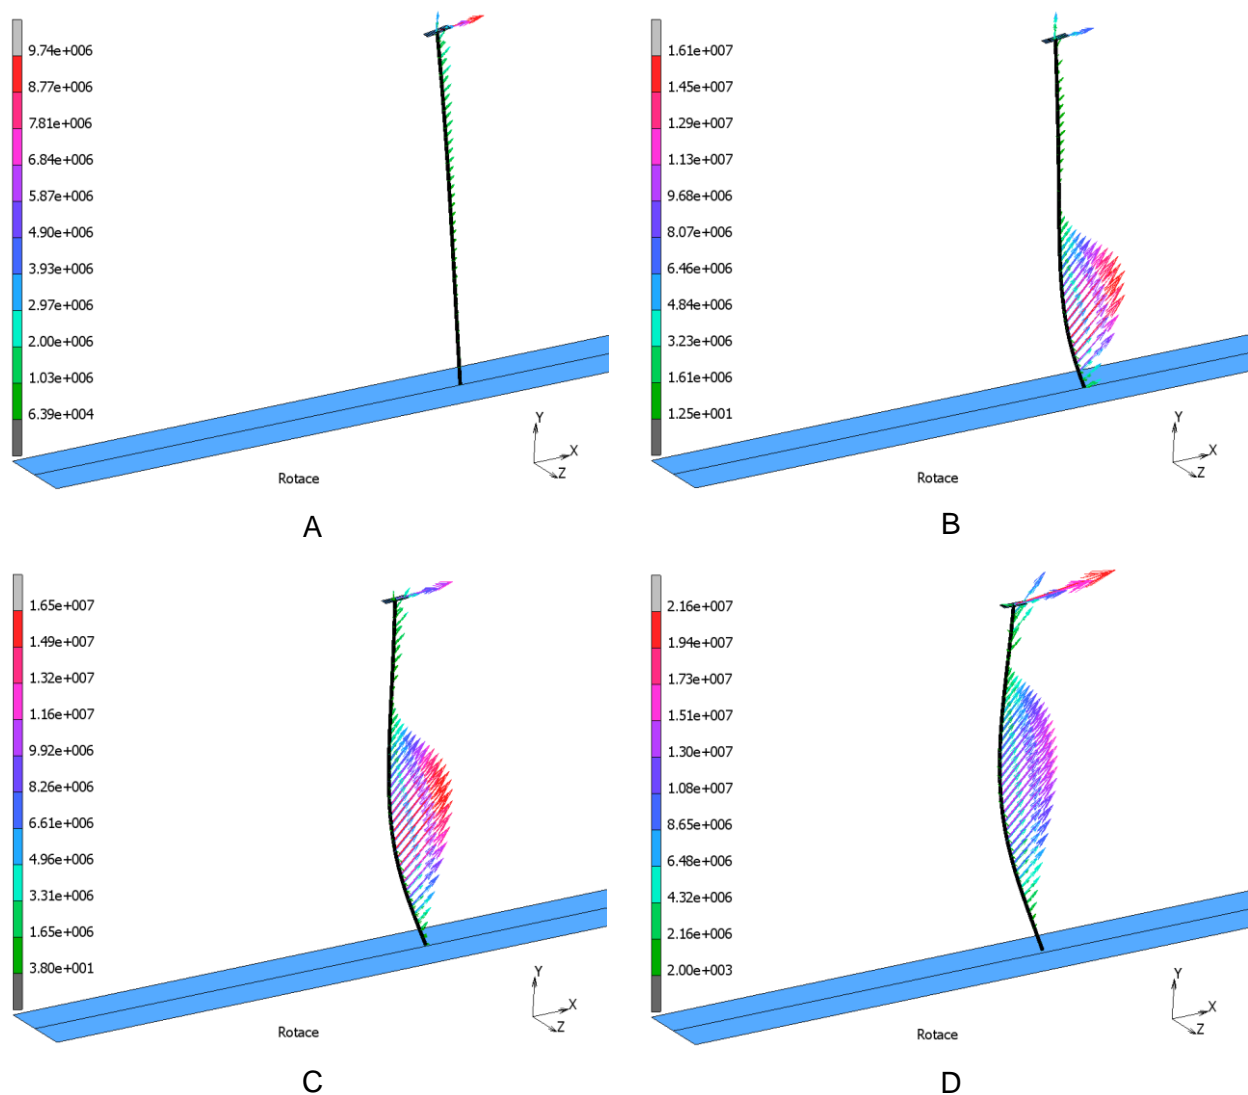 9.74e+006
8.77e+006
7.81e+006
6.84e+006
5.87e+006
4.90e+006
3.93e+006
2.97e+006
2.00e+006
1.03e+006
6.39e+004
Y
X
Z
Rotace
A
1.61e+007
1.45e+007
1.29e+007
1.13e+007
9.68e+006
8.07e+006
6.46e+006
4.84e+006
3.23e+006
1.61e+006
1.25e+001
Y
X
Z
Rotace
B
1.65e+007
1.49e+007
1.32e+007
1.16e+007
9.92e+006
8.26e+006
6.61e+006
4.96e+006
3.31e+006
1.65e+006
3.80e+001
Y
X
Z
Rotace
C
2.16e+007
1.94e+007
1.73e+007
1.51e+007
1.30e+007
1.08e+007
8.65e+006
6.48e+006
4.32e+006
2.16e+006
2.00e+003
Y
X
Z
Rotace
D